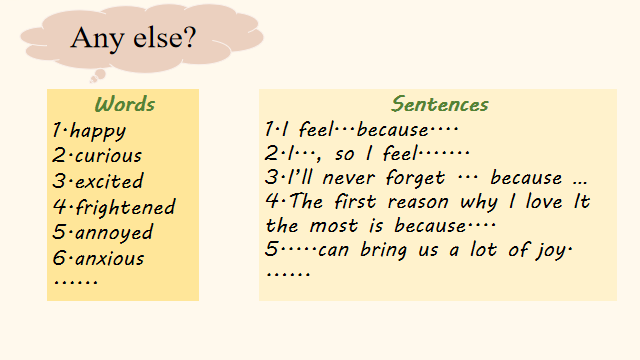 Any else?
Words
1.happy
2.curious
3.excited
4.frightened
5.annoyed
6.anxious
······
Sentences
1.I feel···because····
2.I···, so I feel·······
3.I'll never forget ··· because ...
4.The first reason why I love It
the most is because····
5·····can bring us a lot of joy.
······